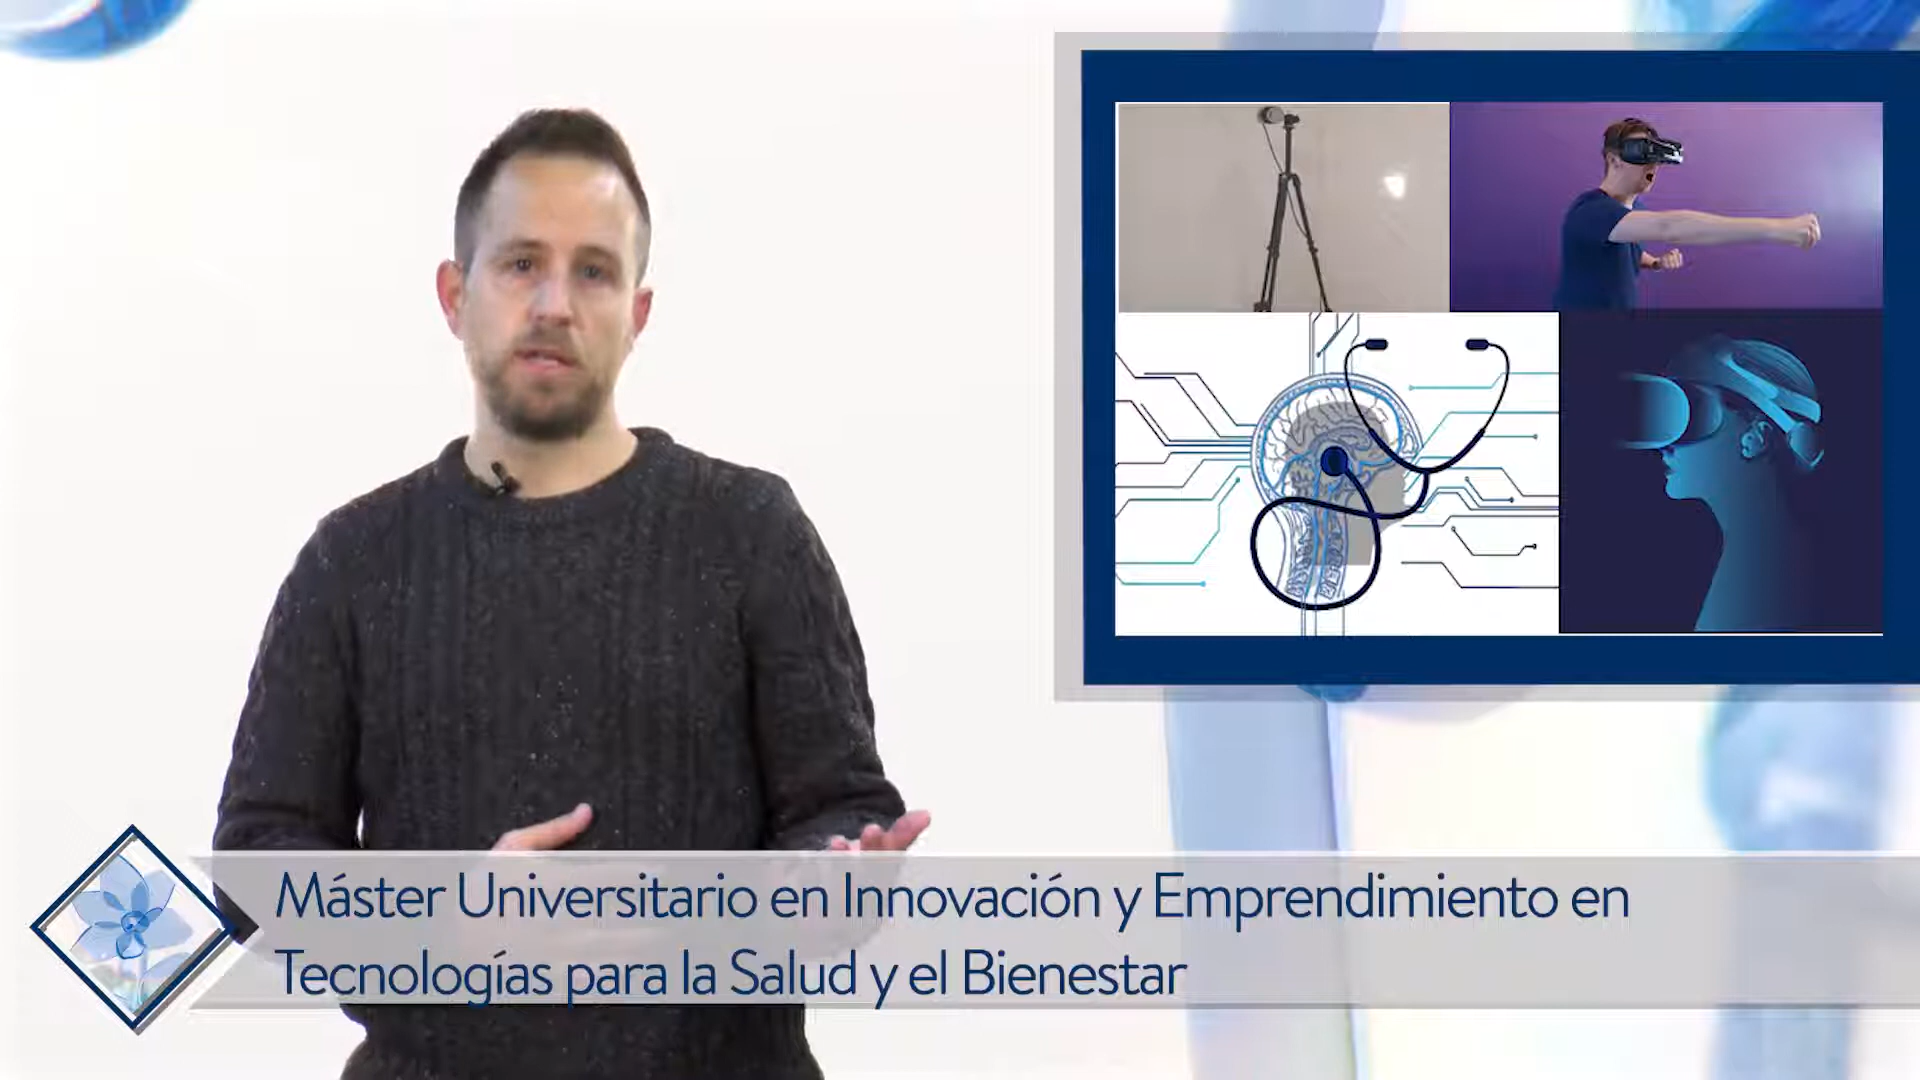 Máster Universitario en Innovación y Emprendimiento en
Tecnologías para la Salud y el Bienestar